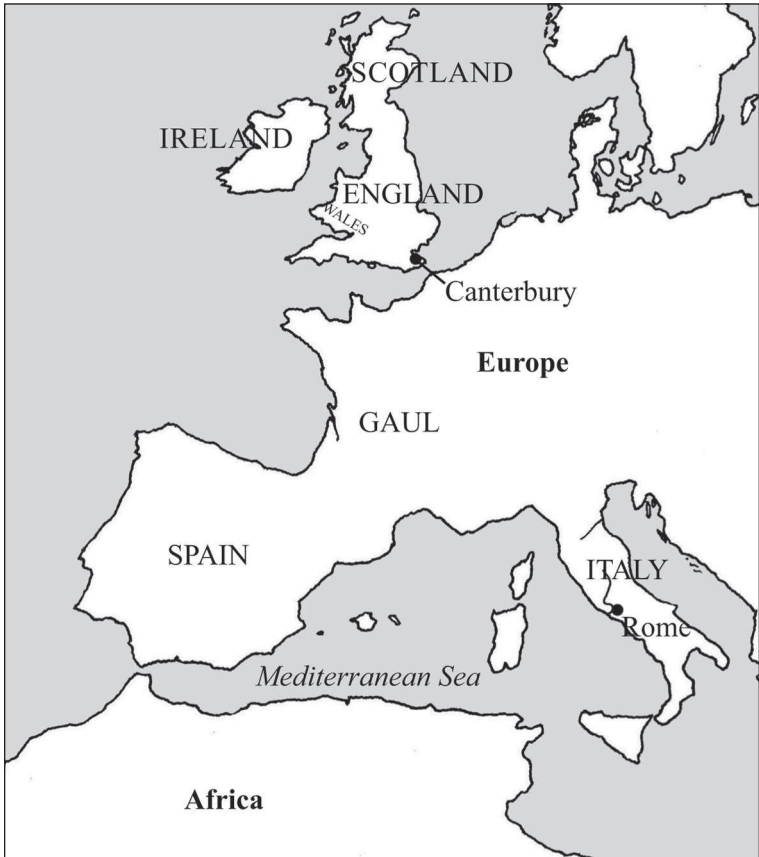 SCOTLAND
IRELAND
ENGLAND
WALES
Canterbury
Europe
GAUL
SPAIN
ITALY
Rome
Mediterranean Sea
Africa